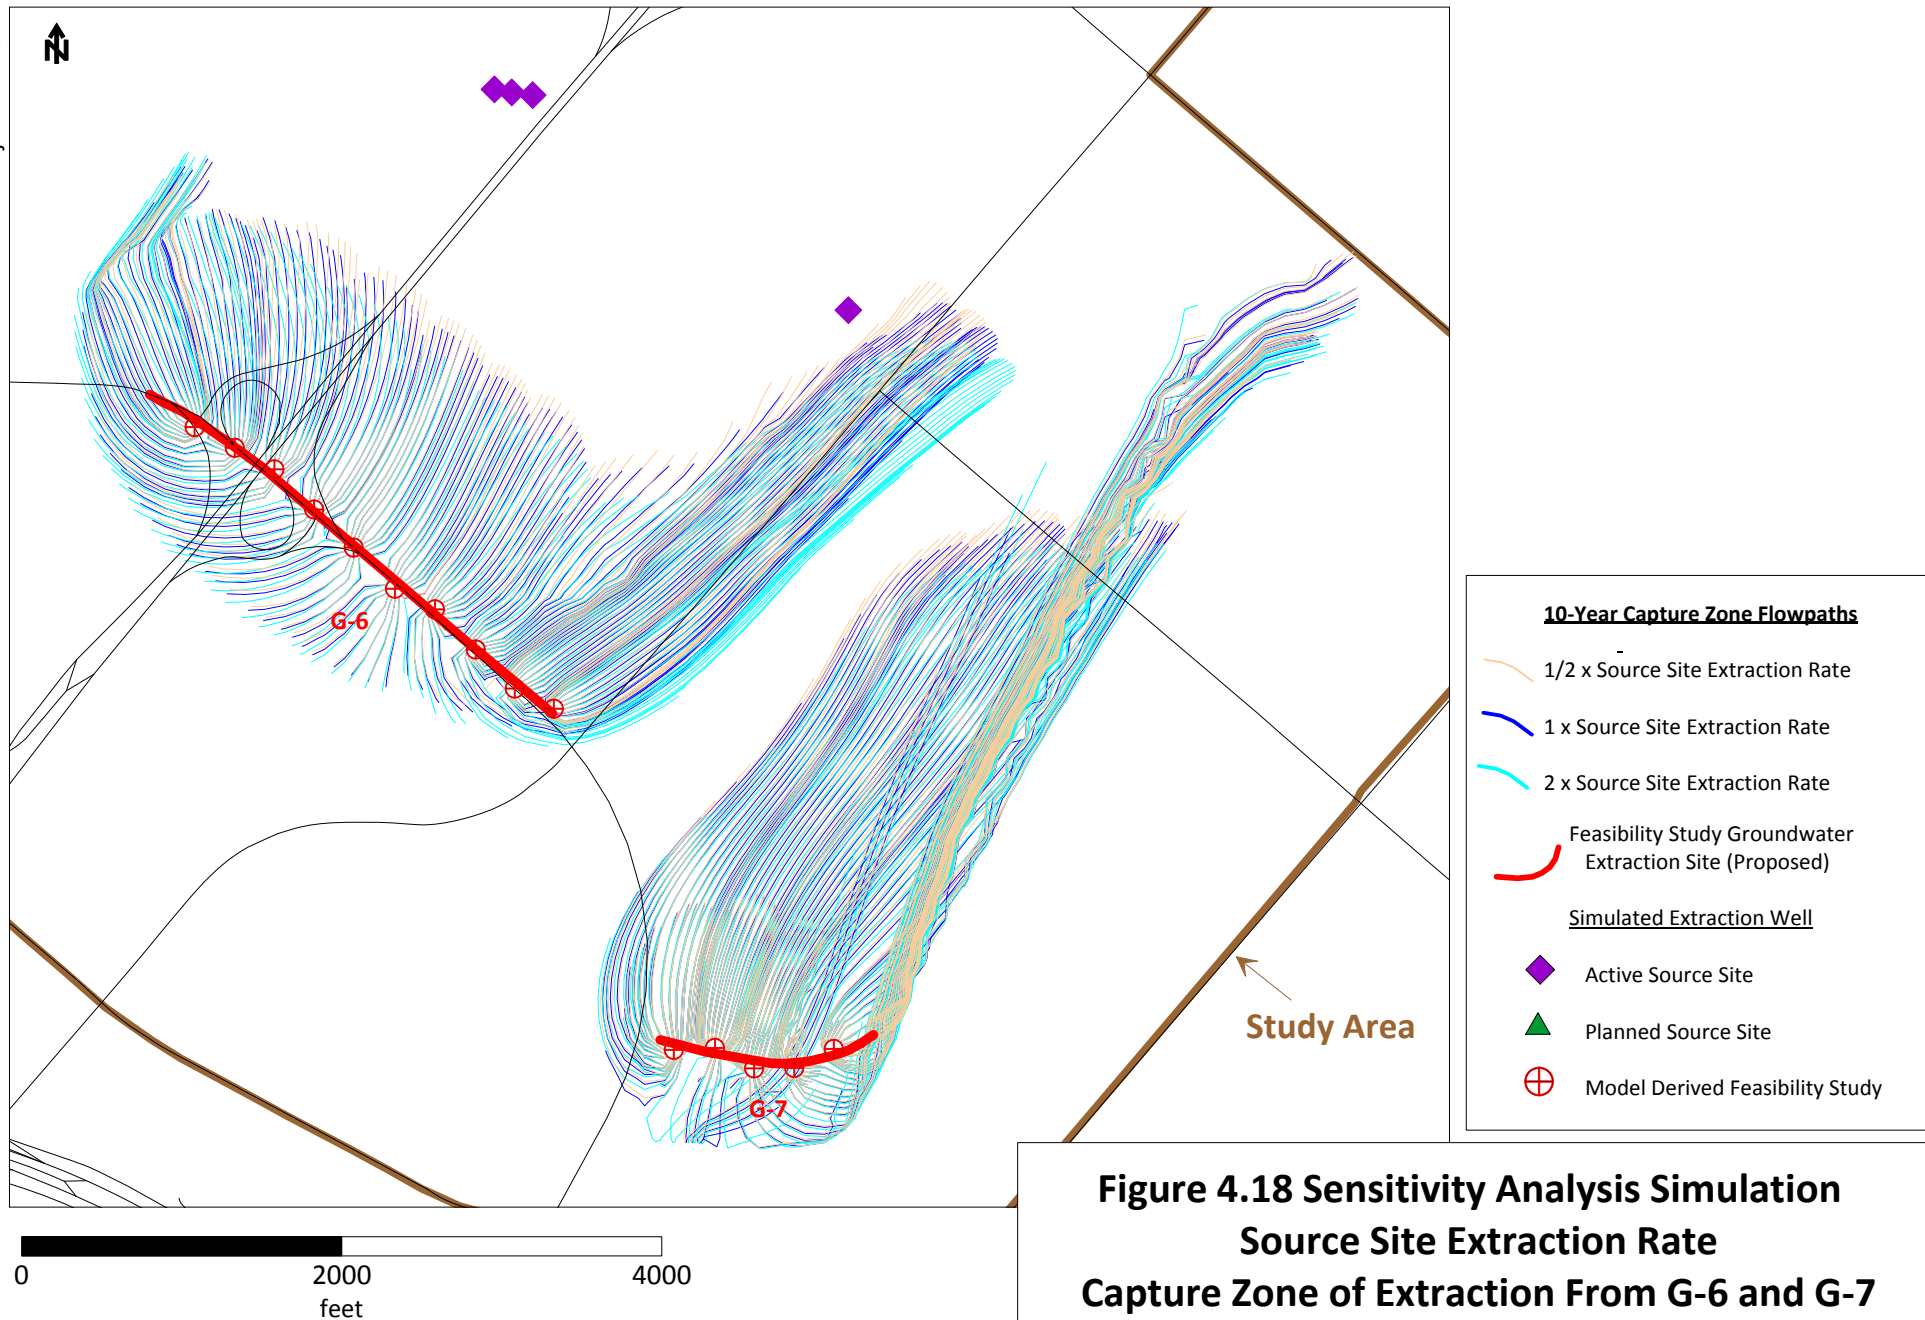 N
G-6
G-7
Study Area
10-Year Capture Zone Flowpaths
1/2 x Source Site Extraction Rate
1 x Source Site Extraction Rate
2 x Source Site Extraction Rate
Feasibility Study Groundwater
Extraction Site (Proposed)
Simulated Extraction Well
Active Source Site
Planned Source Site
Model Derived Feasibility Study
0 2000 4000
feet
Figure 4.18 Sensitivity Analysis Simulation
Source Site Extraction Rate
Capture Zone of Extraction From G-6 and G-7